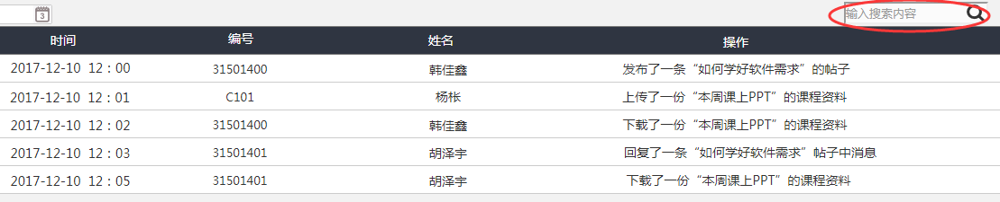 3
输入搜索内容
时间 编号 姓名 操作
2017-12-10 12：00 31501400 韩佳鑫 发布了一条“如何学好软件需求”的帖子
2017-12-10 12：01 C101 杨枨 上传了一份“本周课上PPT”的课程资料
2017-12-10 12：02 31501400 韩佳鑫 下载了一份“本周课上PPT”的课程资料
2017-12-10 12：03 31501401 胡泽宇 回复了一条“如何学好软件需求”帖子中消息
2017-12-10 12：05 31501401 胡泽宇 下载了一份“本周课上PPT”的课程资料